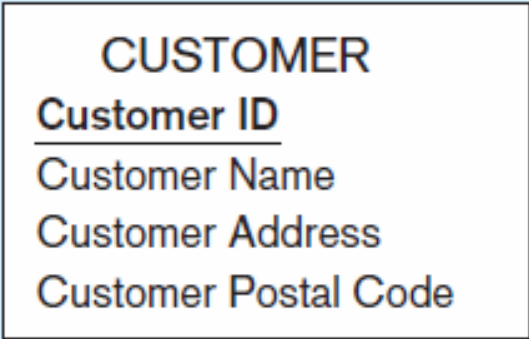 CUSTOMER
Customer ID
Customer Name
Customer Address
Customer Postal Code